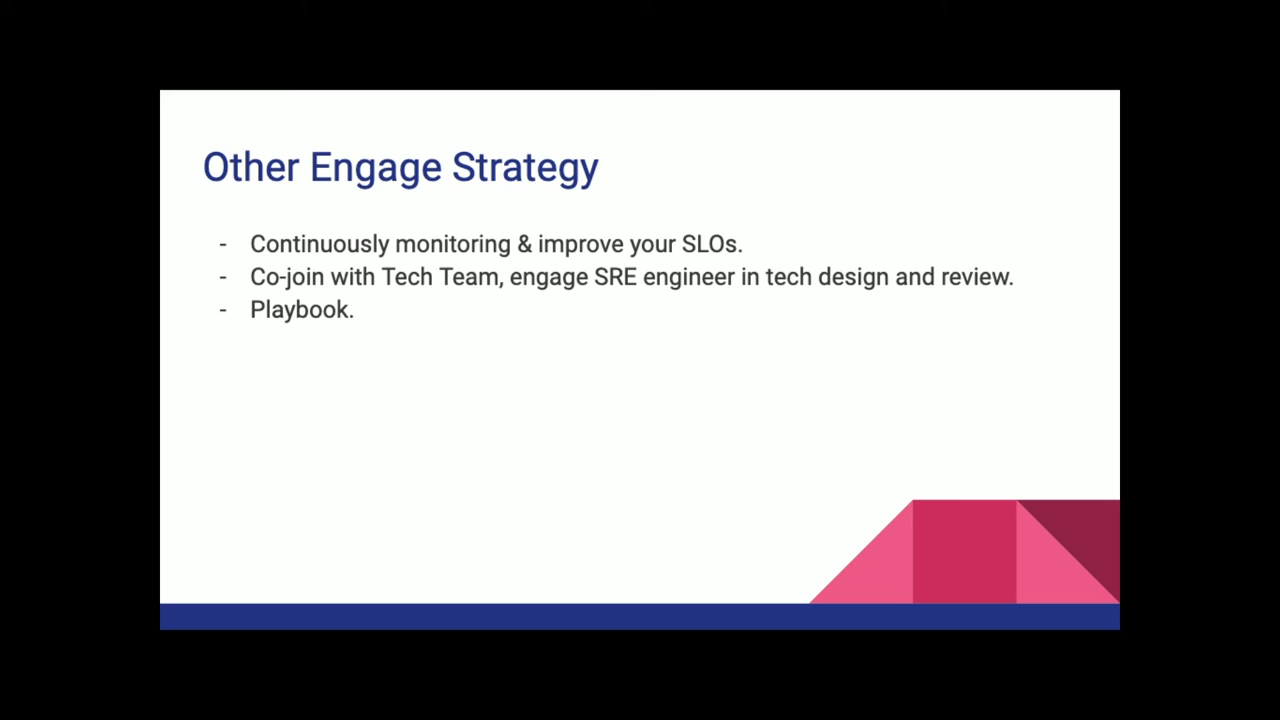 Other Engage Strategy
- Continuously monitoring & improve your SLOs.
- Co-join with Tech Team, engage SRE engineer in tech design and review.
- Playbook.